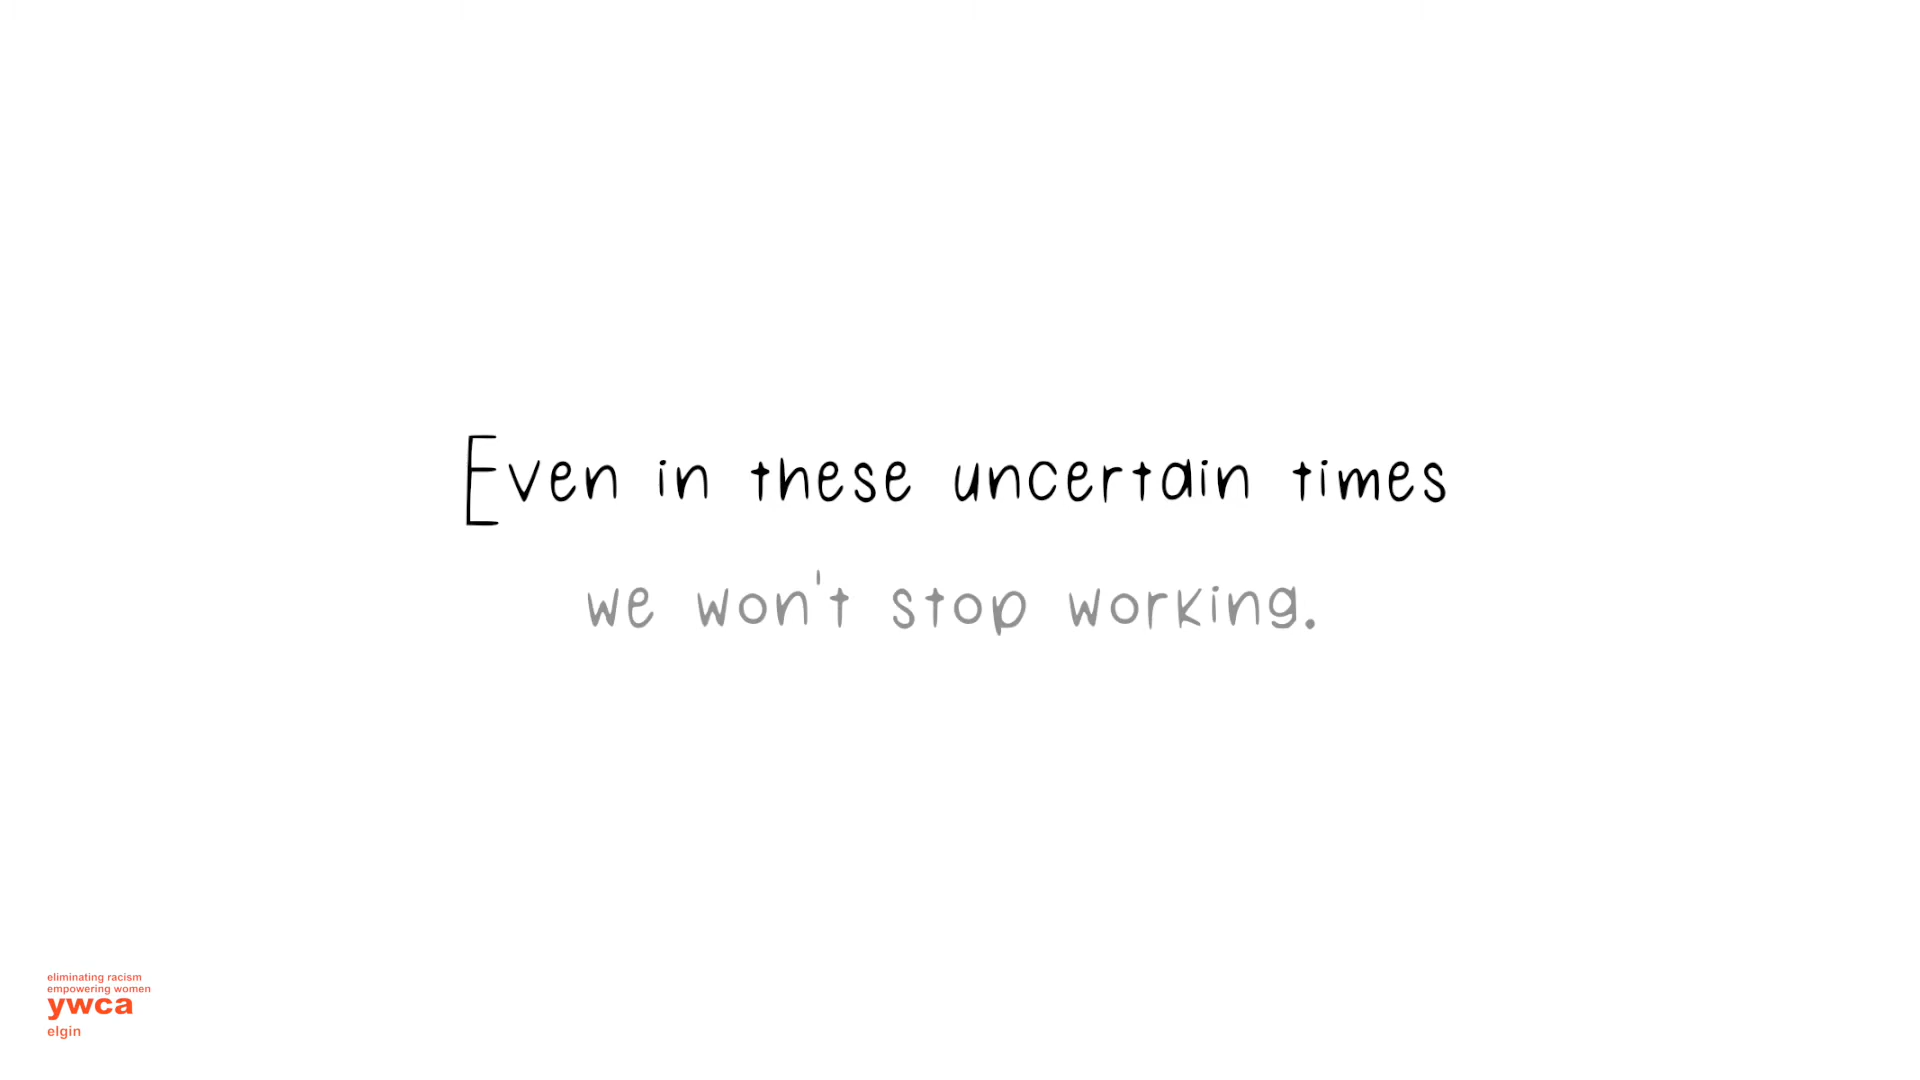 Even in these uncertain times
we won't stop working.
eliminating racism
empowering women
ywca
elgin